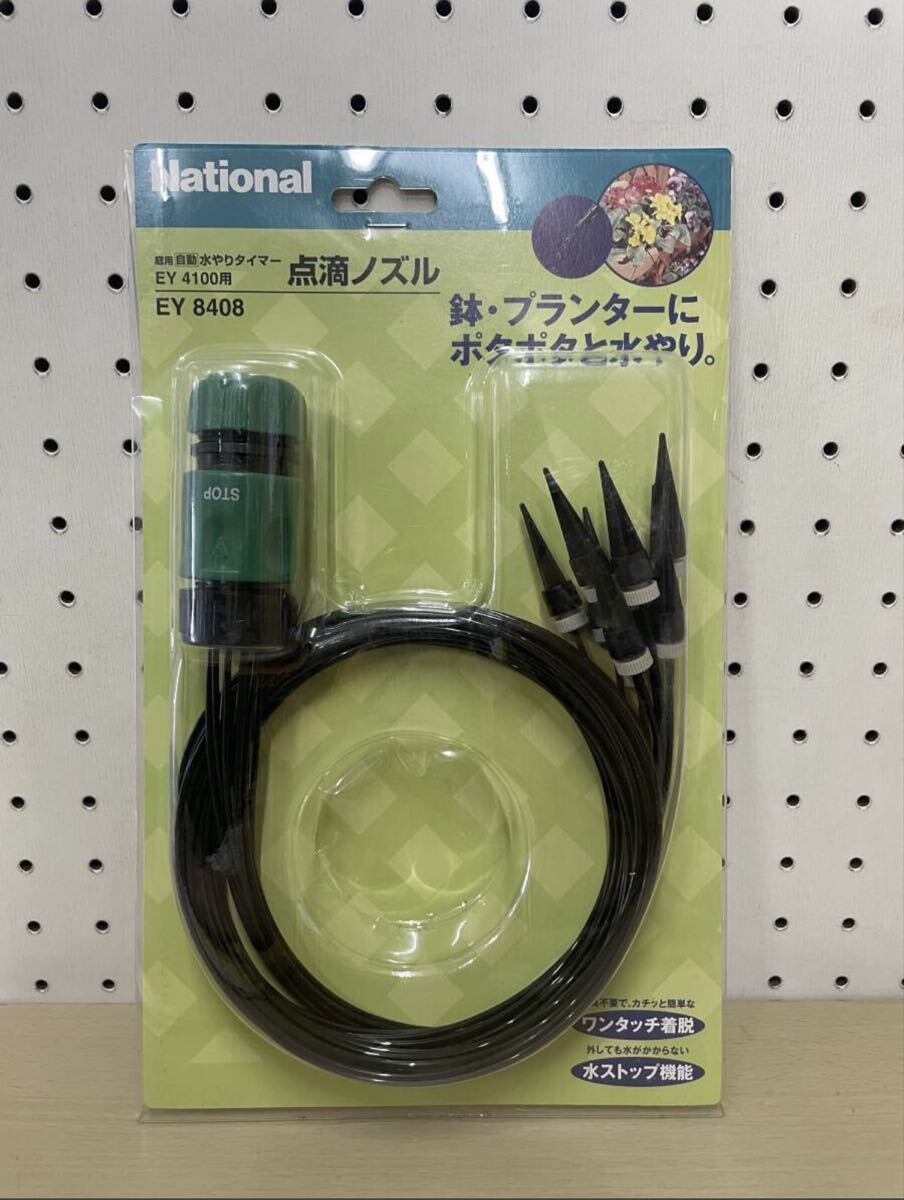 National
庭用自動水やりタイマー
EY 4100用
点滴ノズル
EY 8408
鉢・プランターに
ポタポタと水やり。
STOP
不要で、カチッと簡単な
ワンタッチ着脱
外しても水がかからない
水ストップ機能